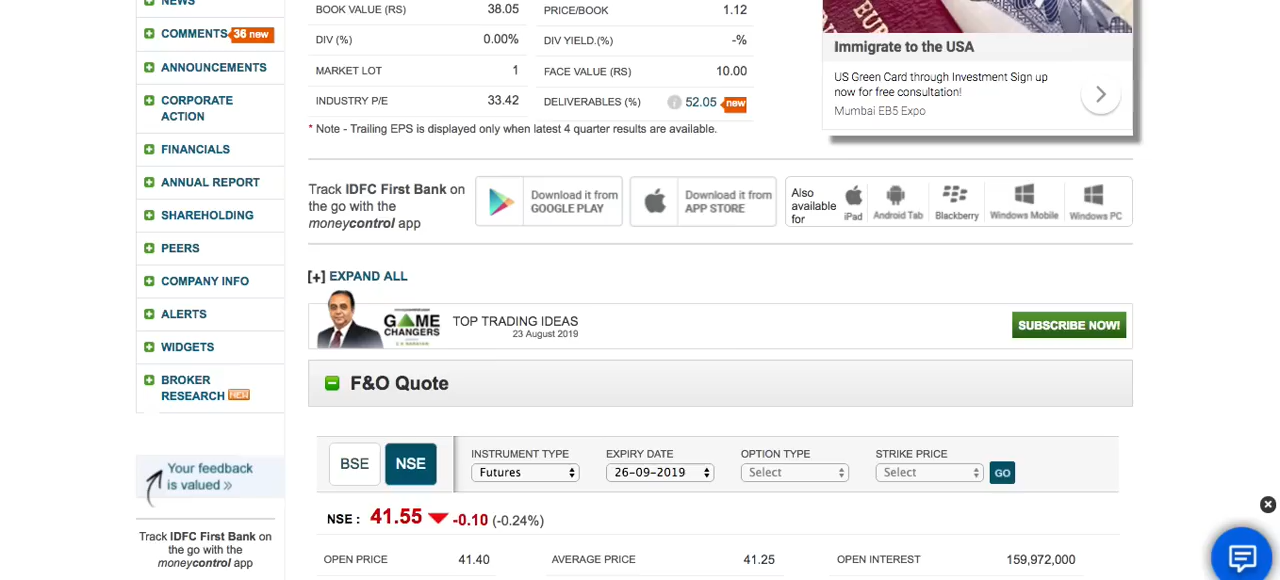 NEWS
COMMENTS 36 new
ANNOUNCEMENTS
CORPORATE
ACTION
FINANCIALS
ANNUAL REPORT
SHAREHOLDING
PEERS
COMPANY INFO
ALERTS
WIDGETS
BROKER
RESEARCH NEW
Your feedback
is valued »
Track IDFC First Bank on
the go with the
moneycontrol app
BOOK VALUE (RS) 38.05 PRICE/BOOK 1.12
DIV (%) 0.00% DIV YIELD.(%) -%
MARKET LOT 1 FACE VALUE (RS) 10.00
INDUSTRY P/E 33.42 DELIVERABLES (%) i 52.05 new
* Note - Trailing EPS is displayed only when latest 4 quarter results are available.
Immigrate to the USA
US Green Card through Investment Sign up
now for free consultation!
Mumbai EB5 Expo
Track IDFC First Bank on
the go with the
moneycontrol app
Download it from
GOOGLE PLAY
Download it from
APP STORE
Also
available
for
iPad Android Tab Blackberry Windows Mobile Windows PC
[+] EXPAND ALL
GAME
CHANGERS
TOP TRADING IDEAS
23 August 2019
SUBSCRIBE NOW!
F&O Quote
BSE NSE
INSTRUMENT TYPE EXPIRY DATE OPTION TYPE STRIKE PRICE
Futures 26-09-2019 Select Select GO
NSE : 41.55 -0.10 (-0.24%)
OPEN PRICE 41.40 AVERAGE PRICE 41.25 OPEN INTEREST 159,972,000